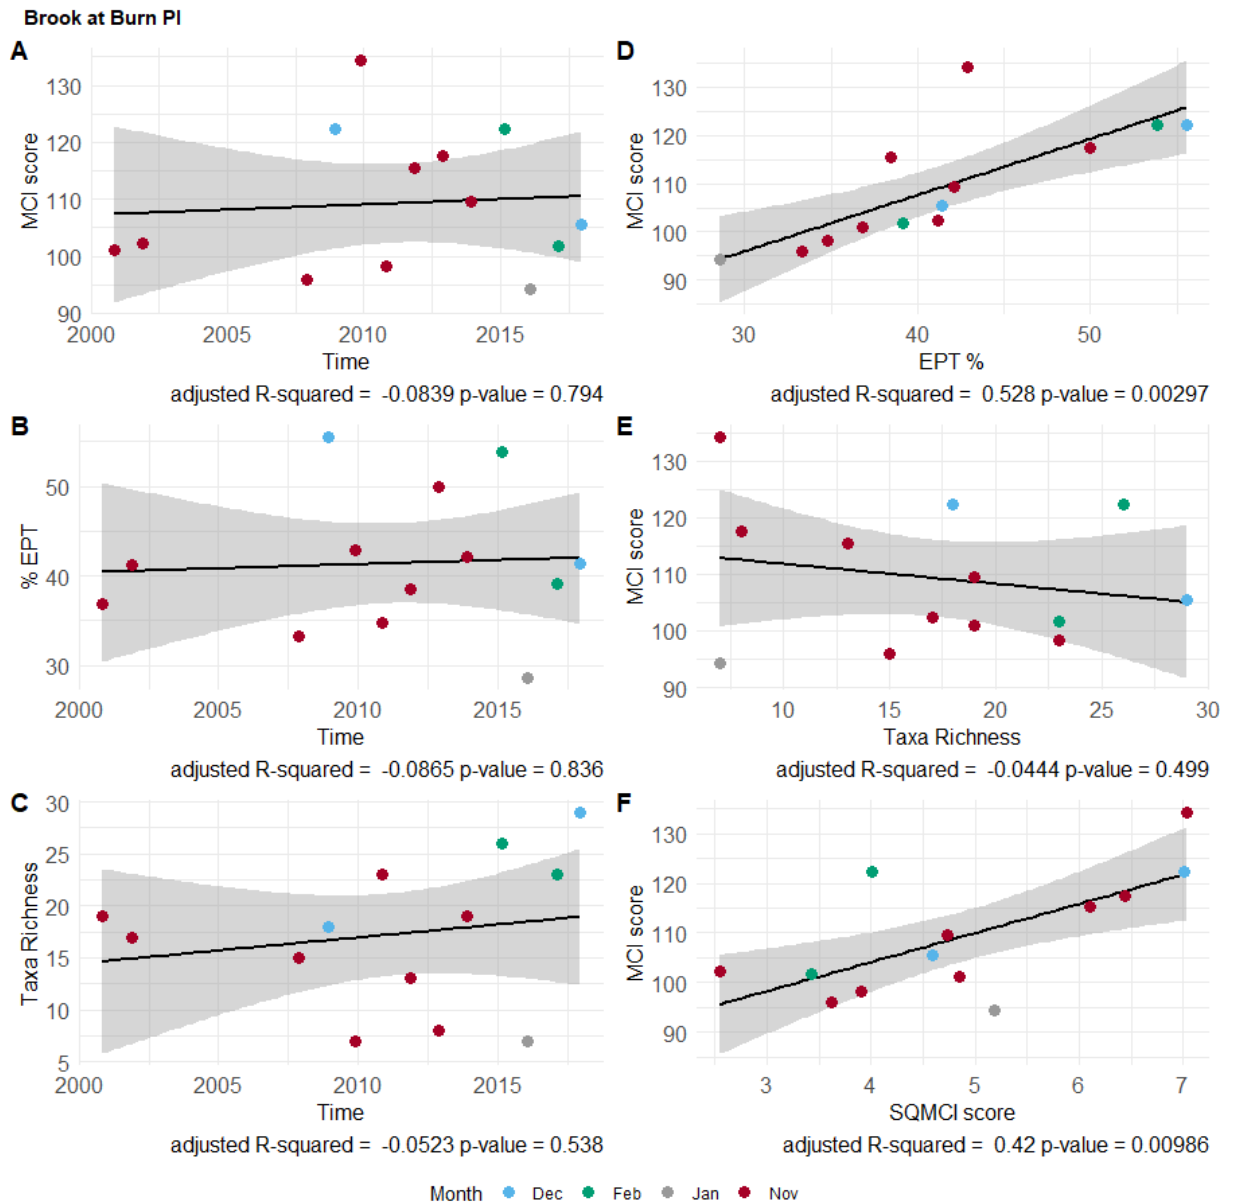 Brook at Burn Pl
A
MCI score
130
120
110
100
90
2000
2005
2010
2015
Time
adjusted R-squared = -0.0839 p-value = 0.794
D
MCI score
130
120
110
100
90
30
40
50
EPT %
adjusted R-squared = 0.528 p-value = 0.00297
B
% EPT
50
40
30
2000
2005
2010
2015
Time
adjusted R-squared = -0.0865 p-value = 0.836
E
MCI score
130
120
110
100
90
10
15
20
25
30
Taxa Richness
adjusted R-squared = -0.0444 p-value = 0.499
C
Taxa Richness
30
25
20
15
10
5
2000
2005
2010
2015
Time
adjusted R-squared = -0.0523 p-value = 0.538
F
MCI score
130
120
110
100
90
3
4
5
6
7
SQMCI score
adjusted R-squared = 0.42 p-value = 0.00986
Month Dec Feb Jan Nov